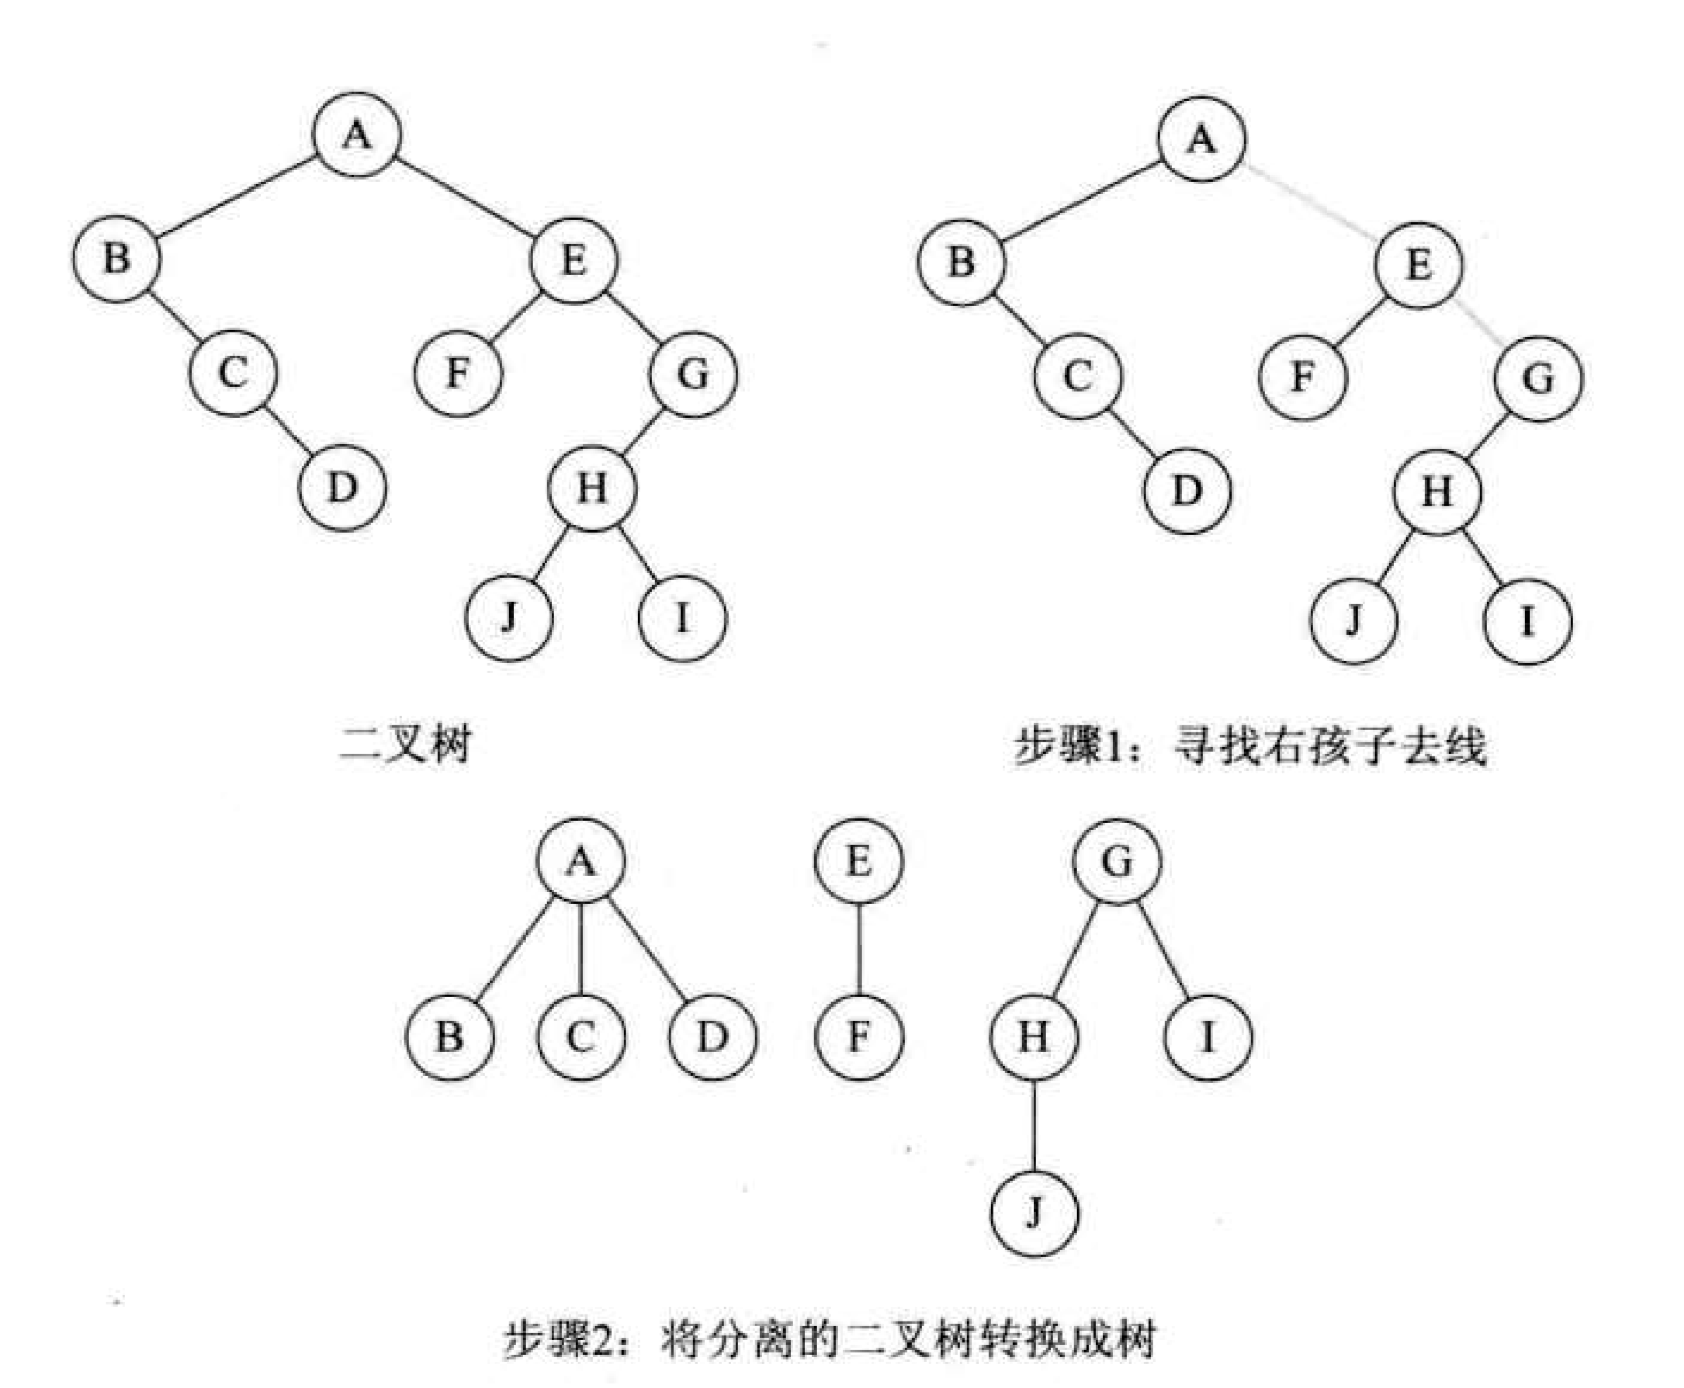 A A
B E B E
C F G C F G
D H D H
J I J I
二叉树 步骤1：寻找右孩子去线
A E G
B C D F H I
J
步骤2：将分离的二叉树转换成树